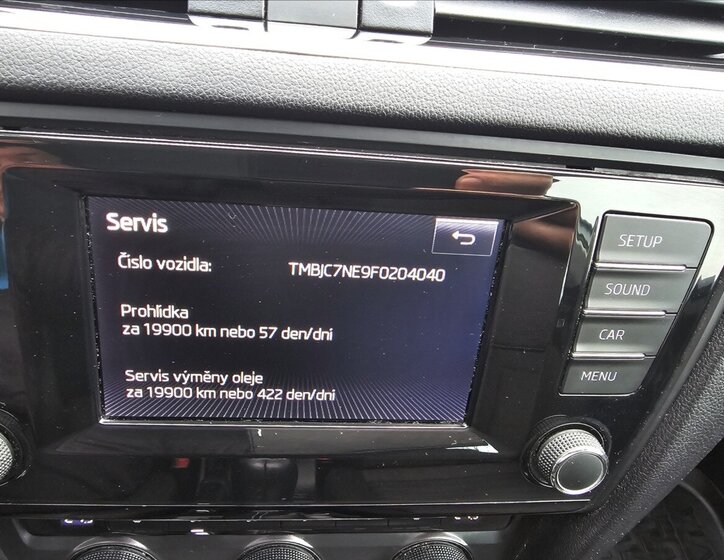 Servis
Číslo vozidla: TMBJC7NE9F0204040
Prohlídka
za 19900 km nebo 57 den/dní
Servis výměny oleje
za 19900 km nebo 422 den/dní
SETUP
SOUND
CAR
MENU